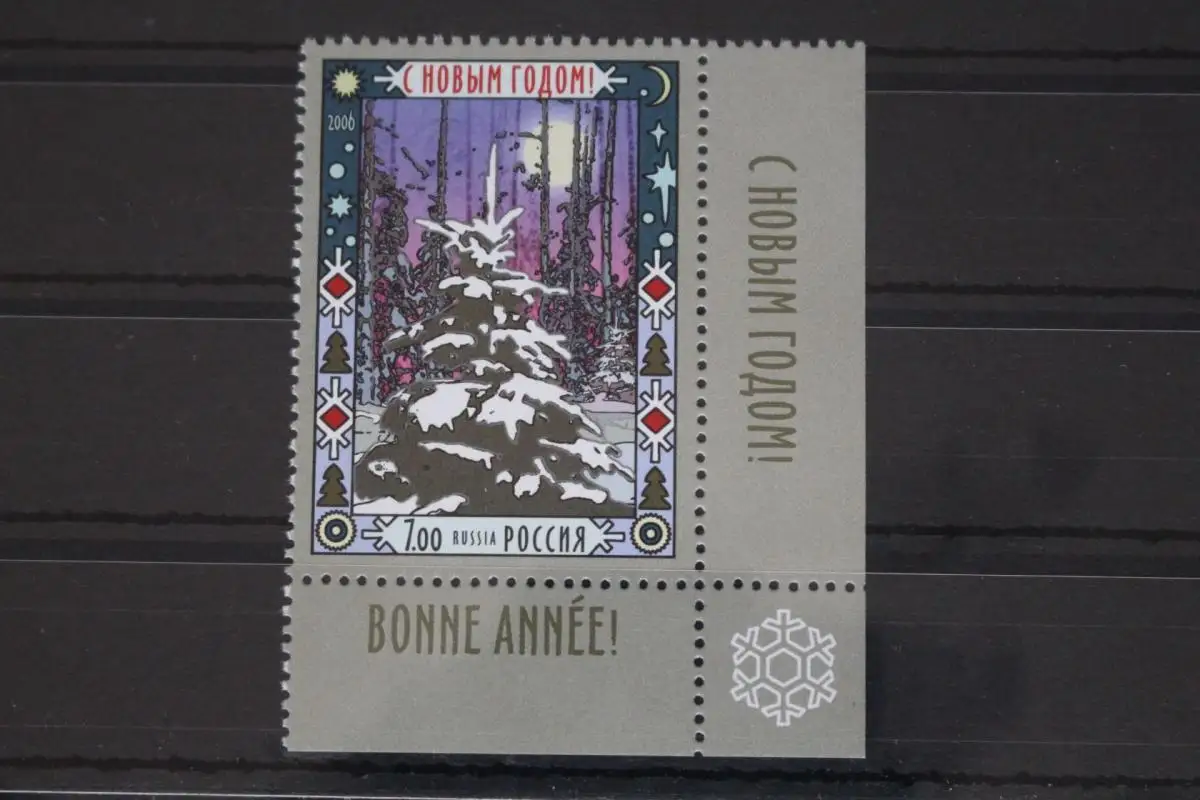 С НОВЫМ ГОДОМ!
2006
7.00 RUSSIA РОССИЯ
С НОВЫМ ГОДОМ!
BONNE ANNÉE!